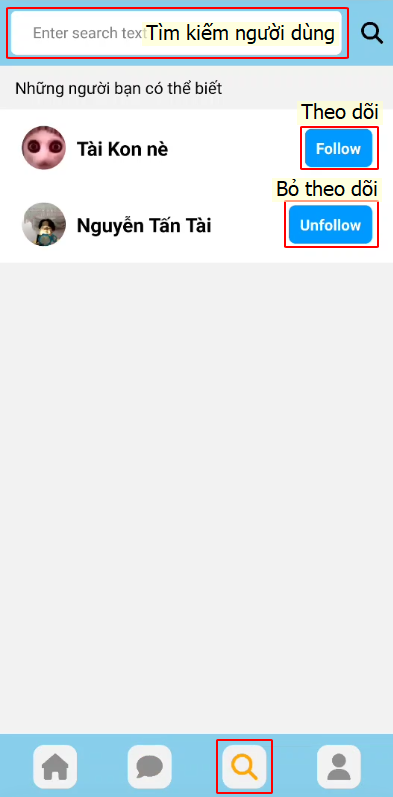 Enter search text
Tìm kiếm người dùng
Những người bạn có thể biết
Theo dõi
Tài Kon nè
Follow
Bỏ theo dõi
Nguyễn Tấn Tài
Unfollow